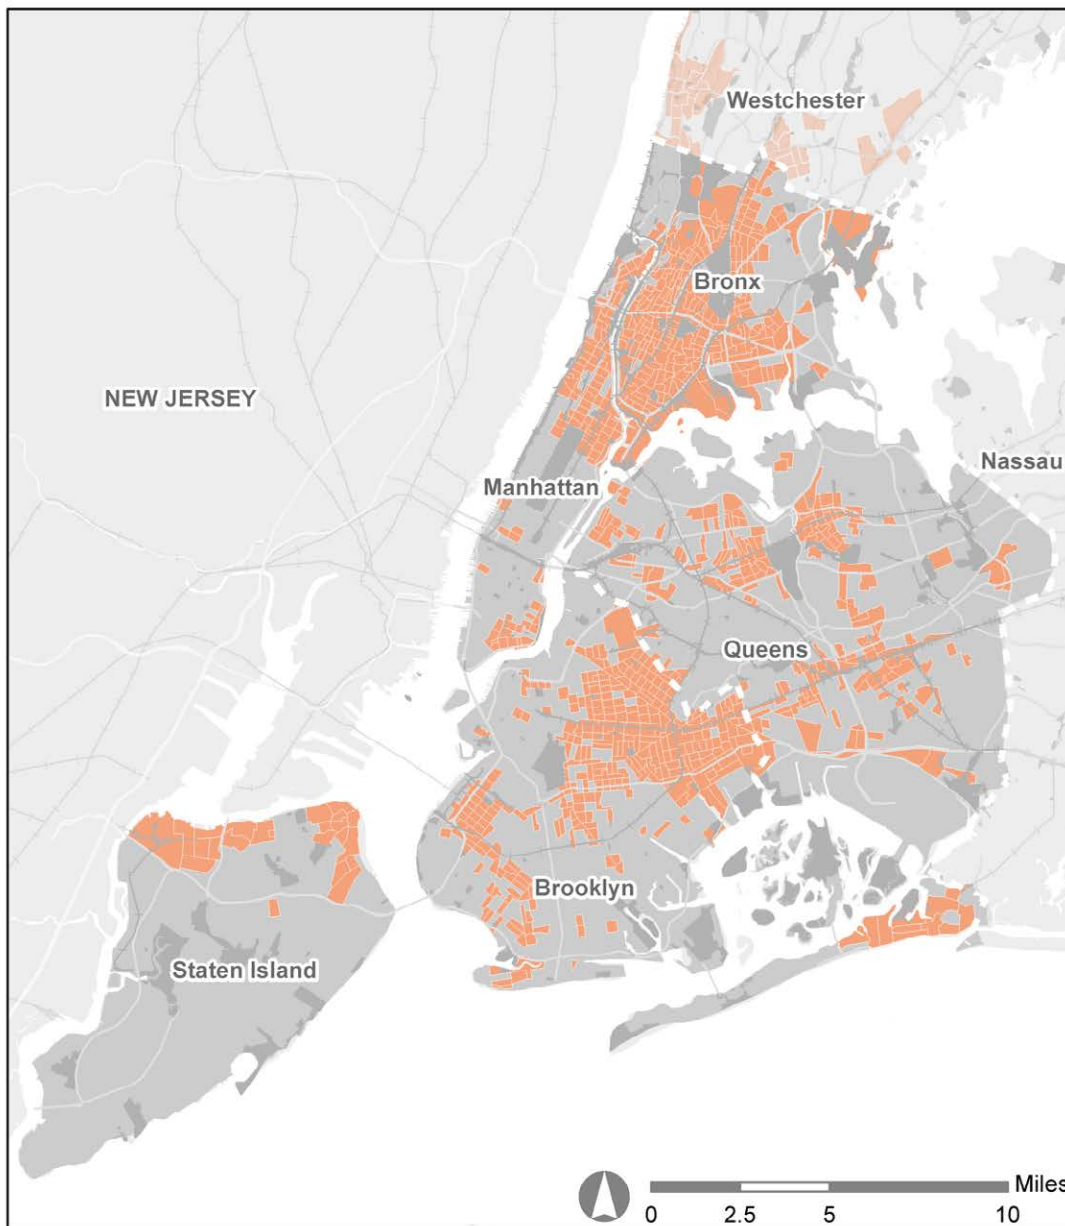 Westchester
Bronx
NEW JERSEY
Nassau
Manhattan
Queens
Brooklyn
Staten Island
Miles
0 2.5 5 10